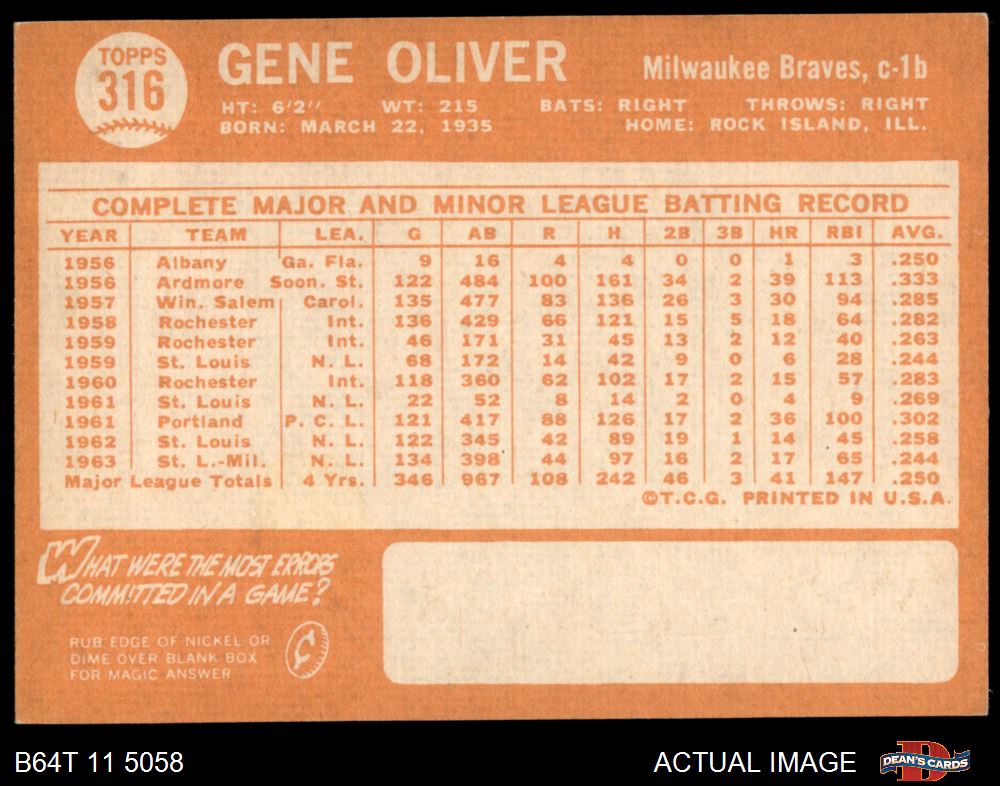 TOPPS
316
GENE OLIVER
Milwaukee Braves, c-1b
HT: 6'2" WT: 215 BATS: RIGHT THROWS: RIGHT
BORN: MARCH 22, 1935 HOME: ROCK ISLAND, ILL.
COMPLETE MAJOR AND MINOR LEAGUE BATTING RECORD
YEAR TEAM LEA. G AB R H 2B 3B HR RBI AVG.
1956 Albany Ga. Fla. 9 16 4 4 0 0 1 3 .250
1956 Ardmore Soon. St. 122 484 100 161 34 2 39 113 .333
1957 Win. Salem Carol. 135 477 83 136 26 3 30 94 .285
1958 Rochester Int. 136 429 66 121 15 5 18 64 .282
1959 Rochester Int. 46 171 31 45 13 2 12 40 .263
1959 St. Louis N. L. 68 172 14 42 9 0 6 28 .244
1960 Rochester Int. 118 360 62 102 17 2 15 57 .283
1961 St. Louis N. L. 22 52 8 14 2 0 4 9 .269
1961 Portland P. C. L. 121 417 88 126 17 2 36 100 .302
1962 St. Louis N. L. 122 345 42 89 19 1 14 45 .258
1963 St. L.-Mil. N. L. 134 398 44 97 16 2 17 65 .244
Major League Totals 4 Yrs. 346 967 108 242 46 3 41 147 .250
©T.C.G. PRINTED IN U.S.A.
WHAT WERE THE MOST ERRORS
COMMITTED IN A GAME?
RUB EDGE OF NICKEL OR
DIME OVER BLANK BOX
FOR MAGIC ANSWER
¢
B64T 11 5058
ACTUAL IMAGE
D
DEAN'S CARDS